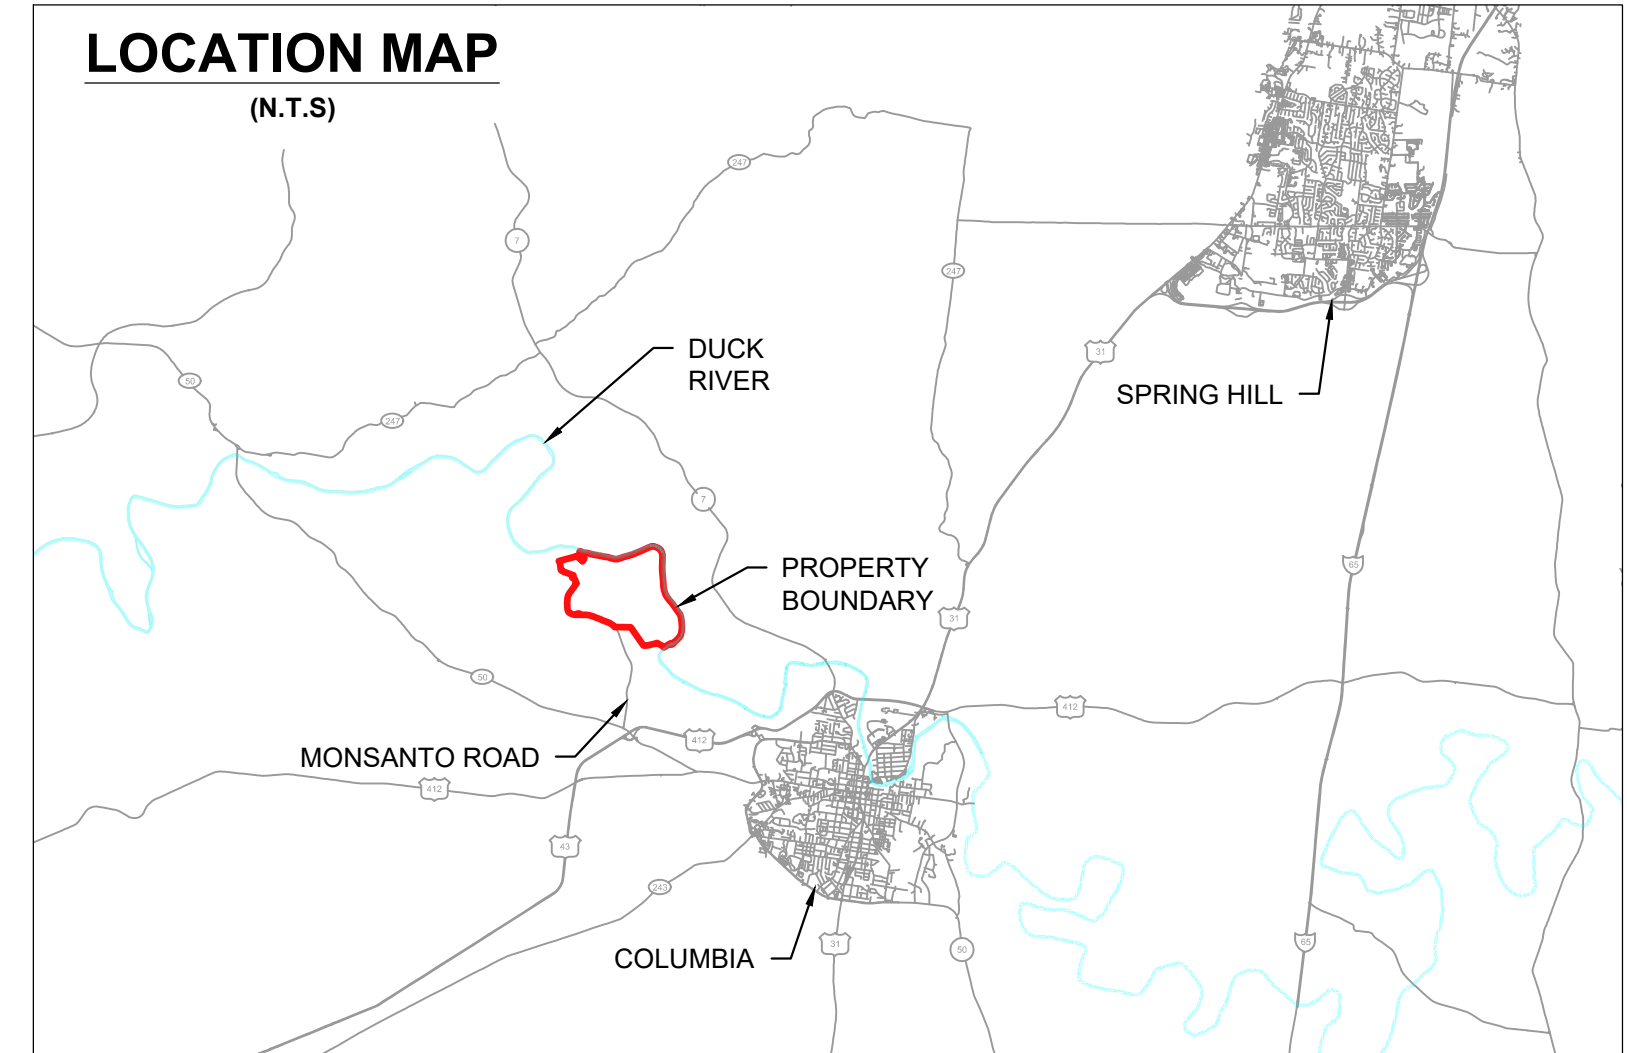 LOCATION MAP
(N.T.S)
247
7
247
31
DUCK
RIVER
50
SPRING HILL
247
7
PROPERTY
BOUNDARY
65
31
50
412
412
MONSANTO ROAD
412
43
243
COLUMBIA
31
50
65